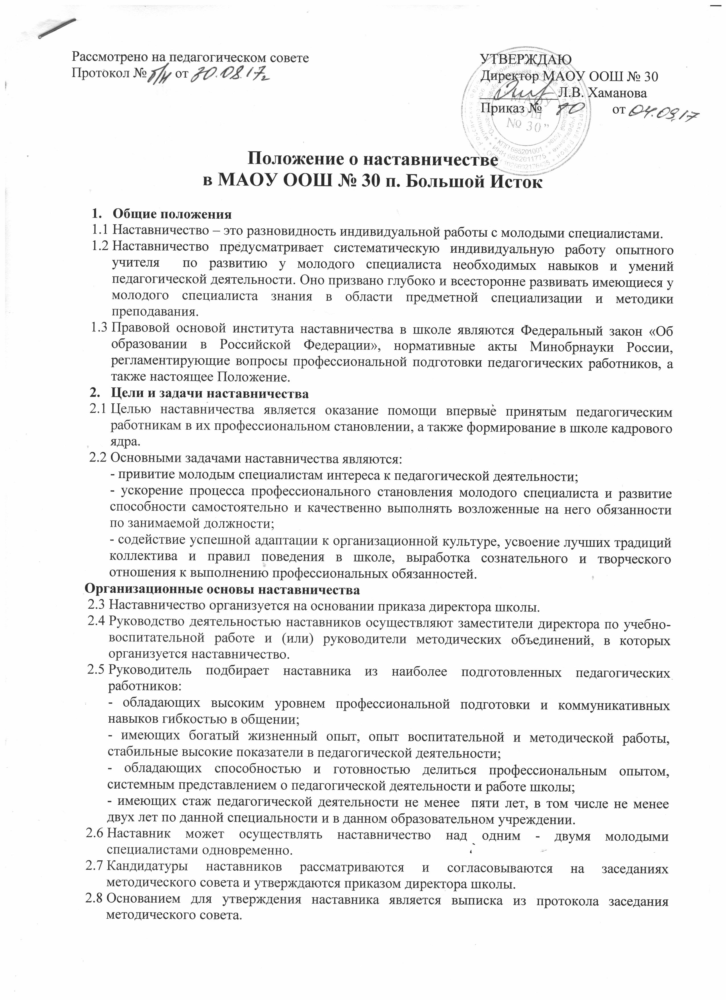 Рассмотрено на педагогическом совете
Протокол № б/н от 30.08.17г
УТВЕРЖДАЮ
Директор МАОУ ООШ № 30
Л.В. Хаманова
Приказ № от 04.09.17
“МАОУ
ООШ
№ 30”
КПП 665201001
ИНН 6652011775
Положение о наставничестве
в МАОУ ООШ № 30 п. Большой Исток
1. Общие положения
1.1 Наставничество – это разновидность индивидуальной работы с молодыми специалистами.
1.2 Наставничество предусматривает систематическую индивидуальную работу опытного
учителя по развитию у молодого специалиста необходимых навыков и умений
педагогической деятельности. Оно призвано глубоко и всесторонне развивать имеющиеся у
молодого специалиста знания в области предметной специализации и методики
преподавания.
1.3 Правовой основой института наставничества в школе являются Федеральный закон «Об
образовании в Российской Федерации», нормативные акты Минобрнауки России,
регламентирующие вопросы профессиональной подготовки педагогических работников, а
также настоящее Положение.
2. Цели и задачи наставничества
2.1 Целью наставничества является оказание помощи впервые принятым педагогическим
работникам в их профессиональном становлении, а также формирование в школе кадрового
ядра.
2.2 Основными задачами наставничества являются:
- привитие молодым специалистам интереса к педагогической деятельности;
- ускорение процесса профессионального становления молодого специалиста и развитие
способности самостоятельно и качественно выполнять возложенные на него обязанности
по занимаемой должности;
- содействие успешной адаптации к организационной культуре, усвоение лучших традиций
коллектива и правил поведения в школе, выработка сознательного и творческого
отношения к выполнению профессиональных обязанностей.
Организационные основы наставничества
2.3 Наставничество организуется на основании приказа директора школы.
2.4 Руководство деятельностью наставников осуществляют заместители директора по учебно-
воспитательной работе и (или) руководители методических объединений, в которых
организуется наставничество.
2.5 Руководитель подбирает наставника из наиболее подготовленных педагогических
работников:
- обладающих высоким уровнем профессиональной подготовки и коммуникативных
навыков гибкостью в общении;
- имеющих богатый жизненный опыт, опыт воспитательной и методической работы,
стабильные высокие показатели в педагогической деятельности;
- обладающих способностью и готовностью делиться профессиональным опытом,
системным представлением о педагогической деятельности и работе школы;
- имеющих стаж педагогической деятельности не менее пяти лет, в том числе не менее
двух лет по данной специальности и в данном образовательном учреждении.
2.6 Наставник может осуществлять наставничество над одним - двумя молодыми
специалистами одновременно.
2.7 Кандидатуры наставников рассматриваются и согласовываются на заседаниях
методического совета и утверждаются приказом директора школы.
2.8 Основанием для утверждения наставника является выписка из протокола заседания
методического совета.